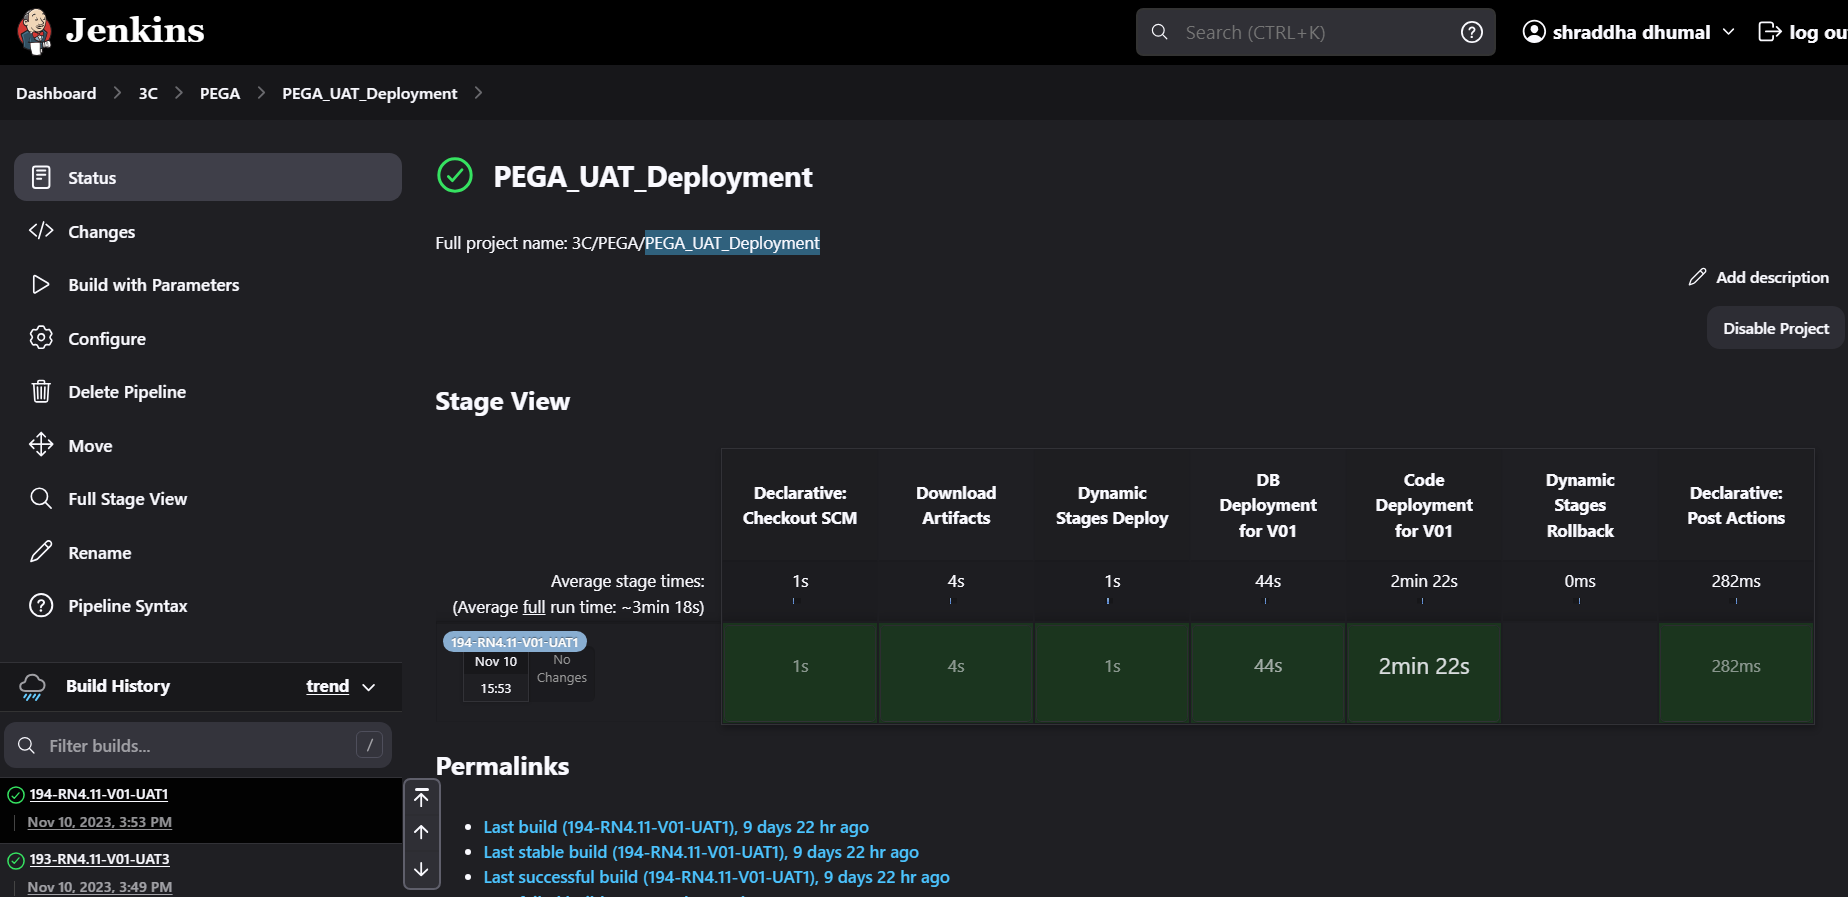 Jenkins
Search (CTRL+K)
shraddha dhumal
log ou
Dashboard > 3C > PEGA > PEGA_UAT_Deployment >
Status
Changes
Build with Parameters
Configure
Delete Pipeline
Move
Full Stage View
Rename
Pipeline Syntax
Build History
trend
Filter builds...
/
194-RN4.11-V01-UAT1
Nov 10, 2023, 3:53 PM
193-RN4.11-V01-UAT3
Nov 10, 2023, 3:49 PM
PEGA_UAT_Deployment
Full project name: 3C/PEGA/PEGA_UAT_Deployment
Add description
Disable Project
Stage View
Declarative:
Checkout SCM
Download
Artifacts
Dynamic
Stages Deploy
DB
Deployment
for V01
Code
Deployment
for V01
Dynamic
Stages
Rollback
Declarative:
Post Actions
Average stage times:
(Average full run time: ~3min 18s)
1s
4s
1s
44s
2min 22s
0ms
282ms
194-RN4.11-V01-UAT1
Nov 10
15:53
No
Changes
1s
4s
1s
44s
2min 22s
282ms
Permalinks
Last build (194-RN4.11-V01-UAT1), 9 days 22 hr ago
Last stable build (194-RN4.11-V01-UAT1), 9 days 22 hr ago
Last successful build (194-RN4.11-V01-UAT1), 9 days 22 hr ago